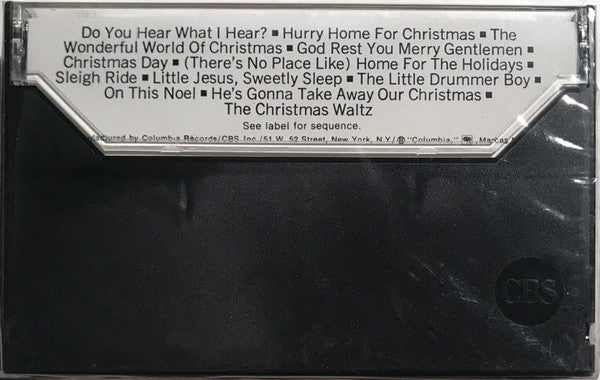 Do You Hear What I Hear? ▪ Hurry Home For Christmas ▪ The
Wonderful World Of Christmas ▪ God Rest You Merry Gentlemen ▪
Christmas Day ▪ (There's No Place Like) Home For The Holidays ▪
Sleigh Ride ▪ Little Jesus, Sweetly Sleep ▪ The Little Drummer Boy ▪
On This Noel ▪ He's Gonna Take Away Our Christmas ▪
The Christmas Waltz
See label for sequence.
by Columbia Records/CBS Inc./51 W. 52 Street, New York, N.Y./ ® "Columbia,"
CBS